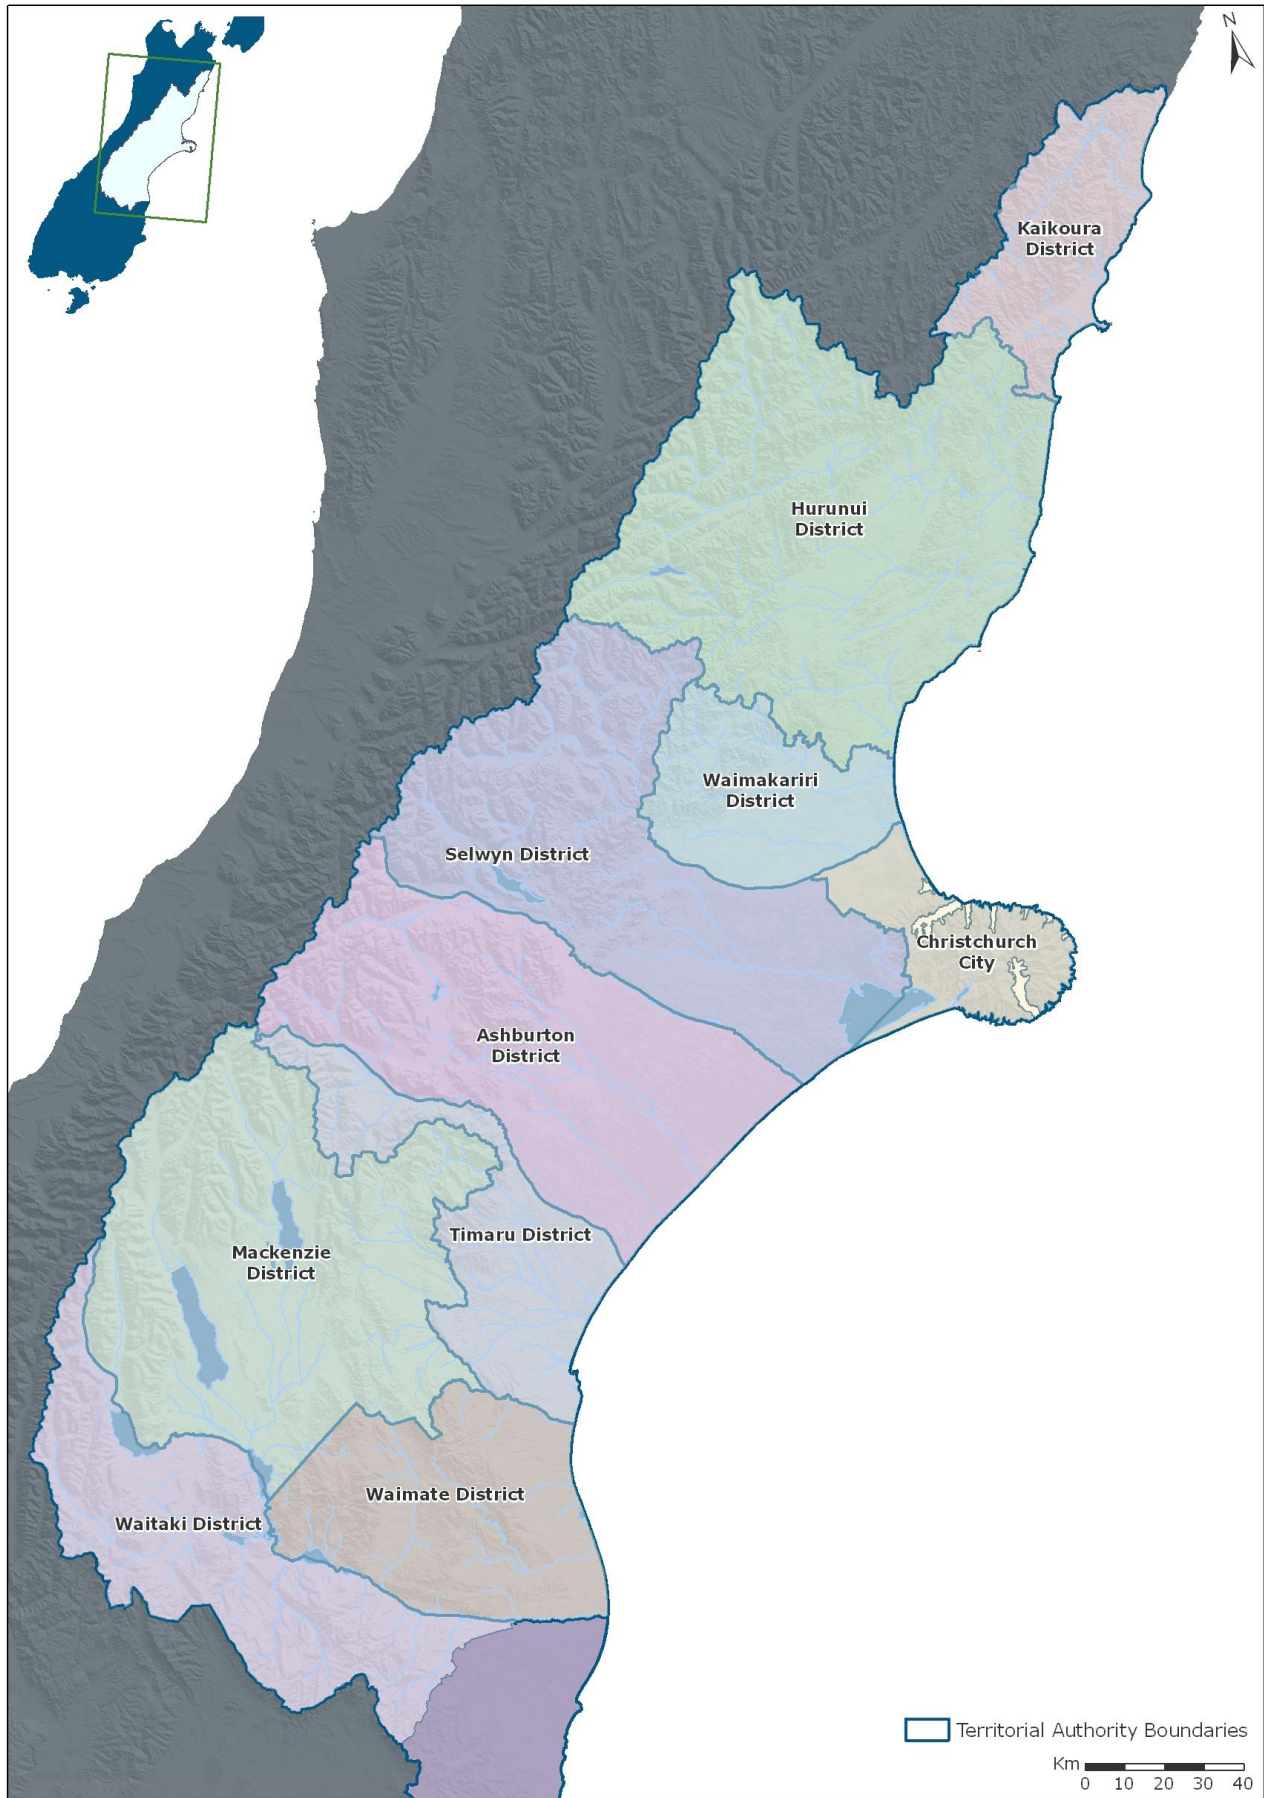 N
Kaikoura
District
Hurunui
District
Waimakariri
District
Selwyn District
Christchurch
City
Ashburton
District
Timaru District
Mackenzie
District
Waimate District
Waitaki District
Territorial Authority Boundaries
Km
0 10 20 30 40